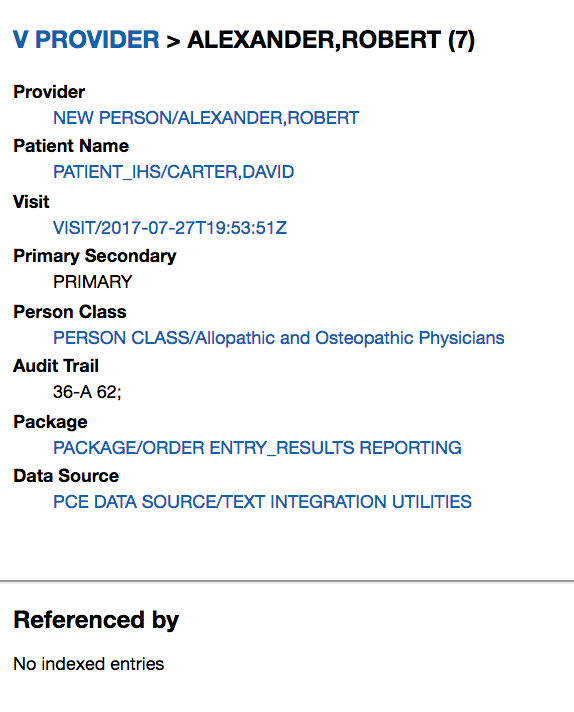 V PROVIDER > ALEXANDER,ROBERT (7)
Provider
NEW PERSON/ALEXANDER,ROBERT
Patient Name
PATIENT_IHS/CARTER,DAVID
Visit
VISIT/2017-07-27T19:53:51Z
Primary Secondary
PRIMARY
Person Class
PERSON CLASS/Allopathic and Osteopathic Physicians
Audit Trail
36-A 62;
Package
PACKAGE/ORDER ENTRY_RESULTS REPORTING
Data Source
PCE DATA SOURCE/TEXT INTEGRATION UTILITIES
Referenced by
No indexed entries